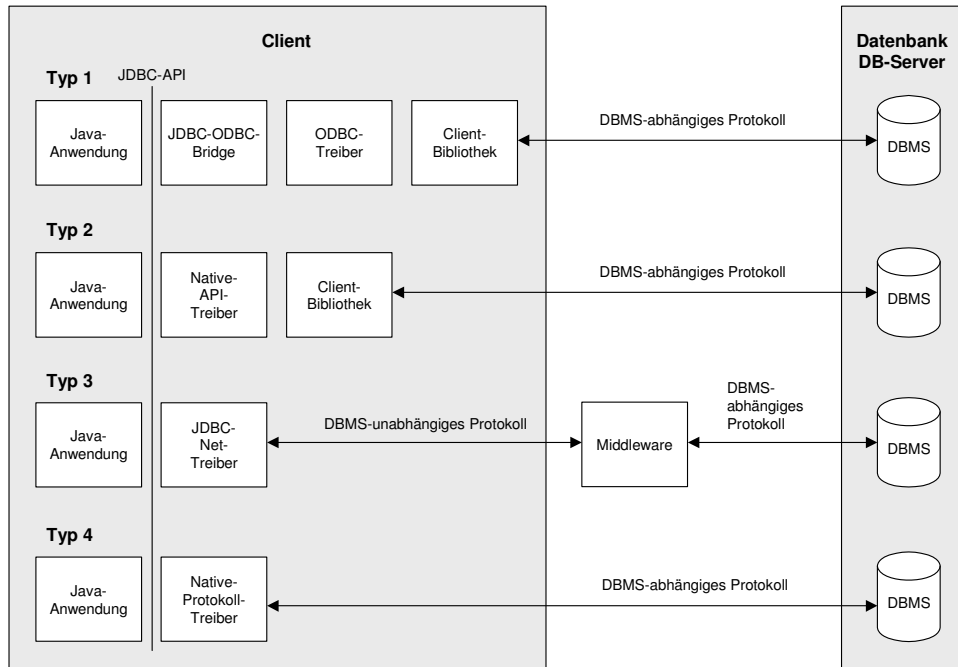 Client
Datenbank
DB-Server
Typ 1
JDBC-API
Java-
Anwendung
JDBC-ODBC-
Bridge
ODBC-
Treiber
Client-
Bibliothek
DBMS-abhängiges Protokoll
DBMS
Typ 2
Java-
Anwendung
Native-
API-
Treiber
Client-
Bibliothek
DBMS-abhängiges Protokoll
DBMS
Typ 3
Java-
Anwendung
JDBC-
Net-
Treiber
DBMS-unabhängiges Protokoll
Middleware
DBMS-
abhängiges
Protokoll
DBMS
Typ 4
Java-
Anwendung
Native-
Protokoll-
Treiber
DBMS-abhängiges Protokoll
DBMS